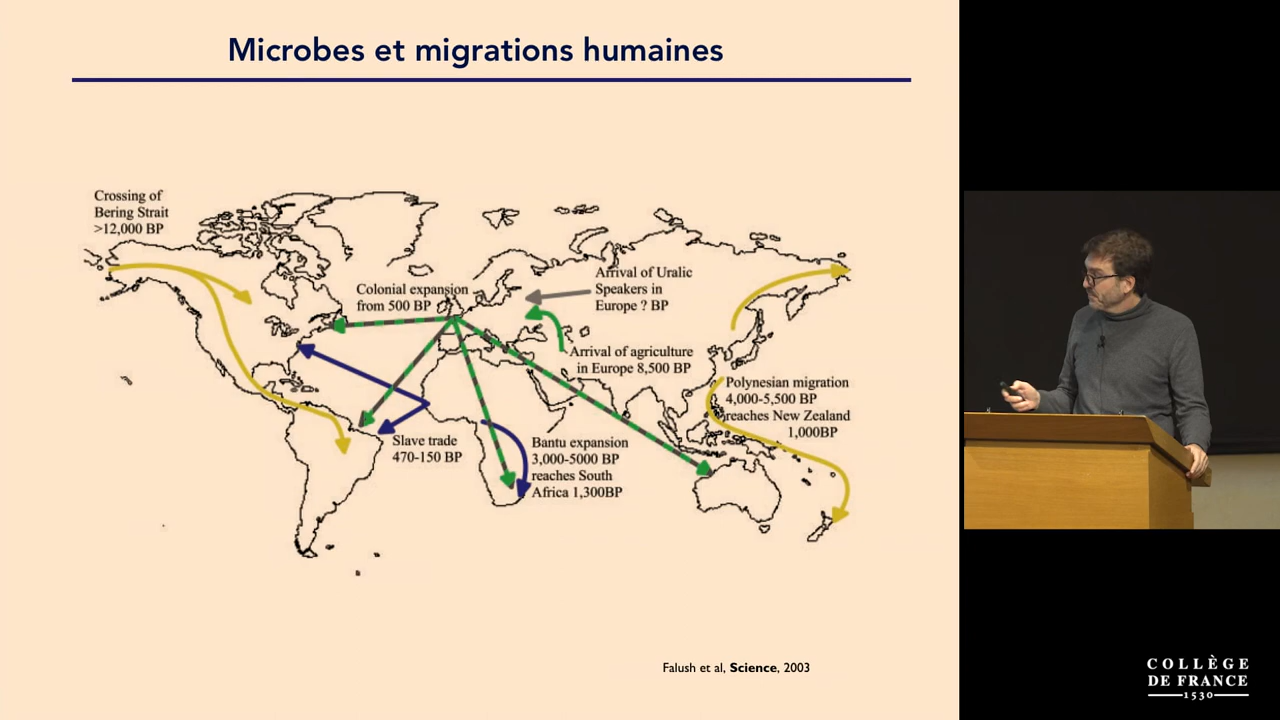 Microbes et migrations humaines
Crossing of
Bering Strait
>12,000 BP
Colonial expansion
from 500 BP
Arrival of Uralic
Speakers in
Europe ? BP
Arrival of agriculture
in Europe 8,500 BP
Polynesian migration
4,000-5,500 BP
reaches New Zealand
1,000BP
Slave trade
470-150 BP
Bantu expansion
3,000-5000 BP
reaches South
Africa 1,300BP
Falush et al, Science, 2003
COLLÈGE
DE FRANCE
1530